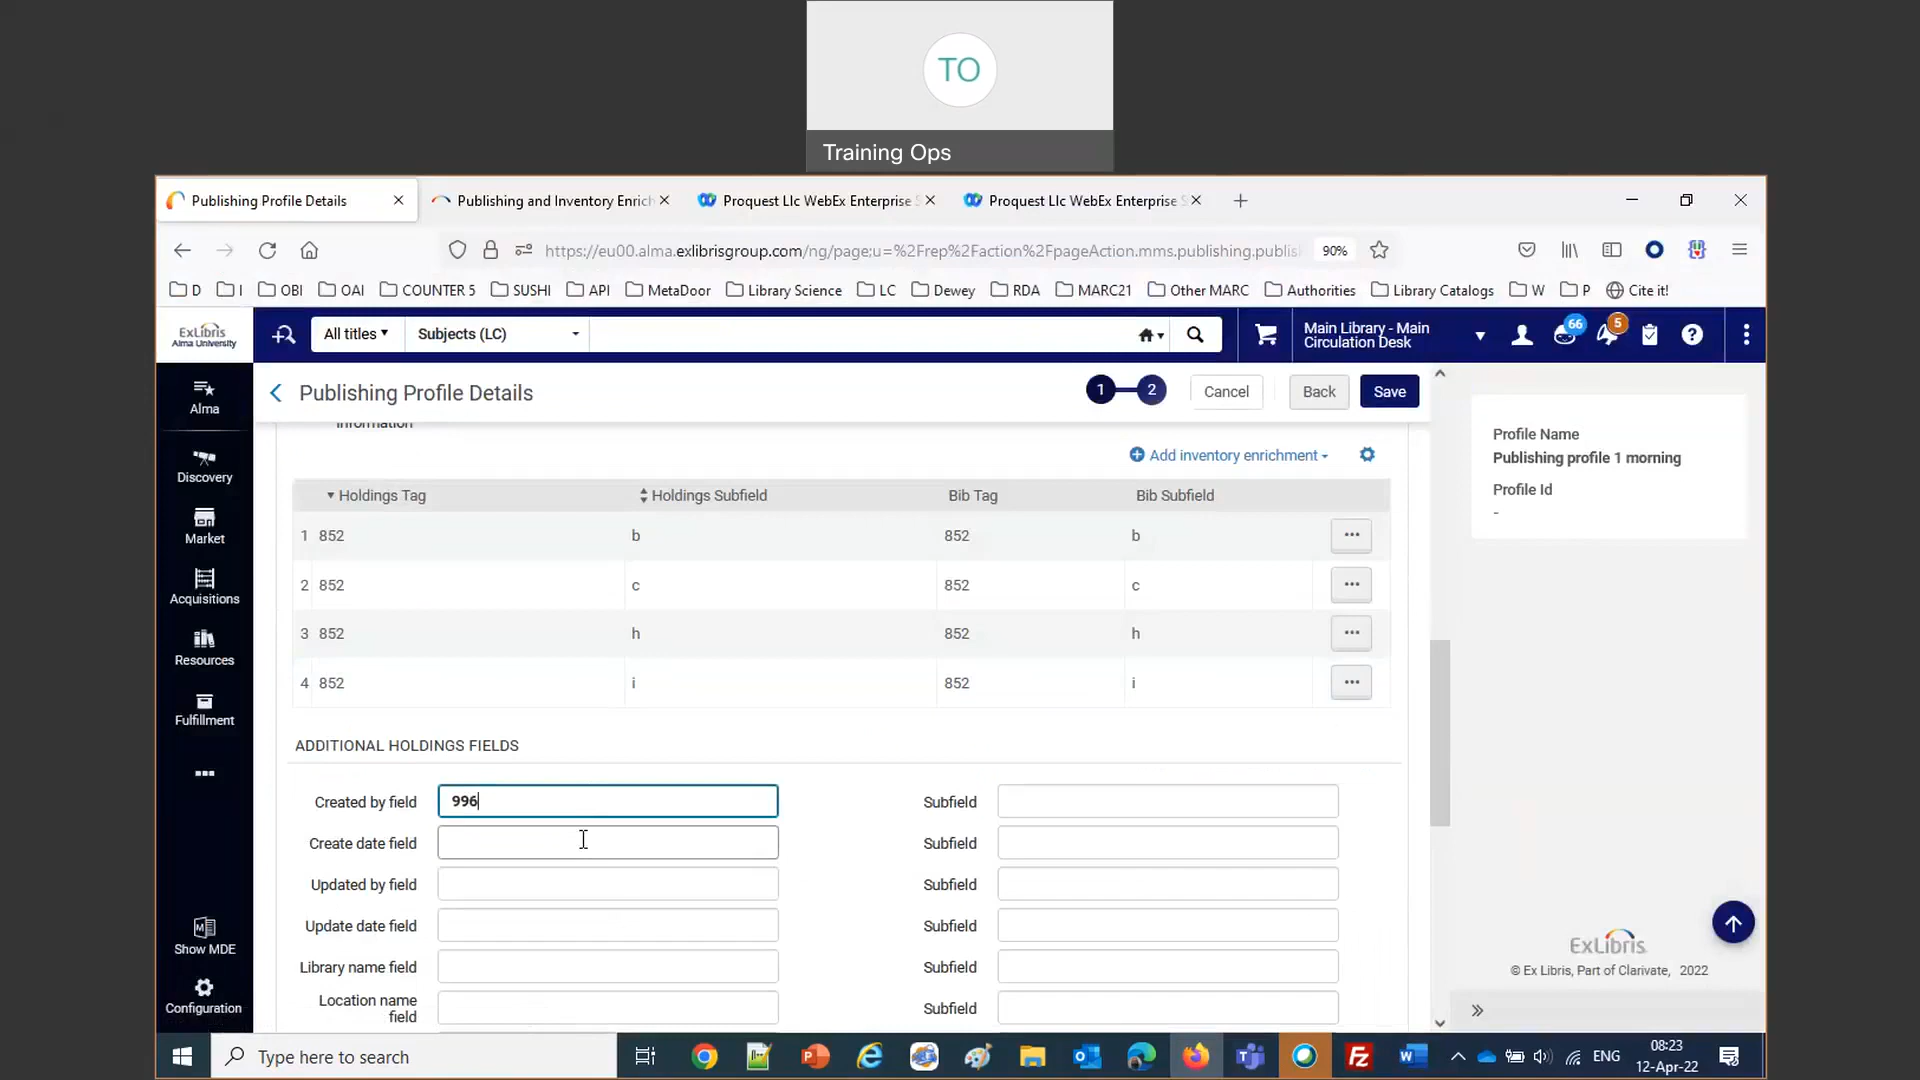 TO
Training Ops
Publishing Profile Details
Publishing and Inventory Enrich
Proquest Llc WebEx Enterprise S
Proquest Llc WebEx Enterprise S
https://eu00.alma.exlibrisgroup.com/ng/page;u=%2Frep%2Faction%2FpageAction.mms.publishing.publis
90%
D
I
OBI
OAI
COUNTER 5
SUSHI
API
MetaDoor
Library Science
LC
Dewey
RDA
MARC21
Other MARC
Authorities
Library Catalogs
W
P
Cite it!
ExLibris
Alma University
All titles
Subjects (LC)
Main Library - Main
Circulation Desk
66
5
Alma
Discovery
Market
Acquisitions
Resources
Fulfillment
Show MDE
Configuration
Publishing Profile Details
1
2
Cancel
Back
Save
Information
Add inventory enrichment
Holdings Tag Holdings Subfield Bib Tag Bib Subfield
1 852 b 852 b
2 852 c 852 c
3 852 h 852 h
4 852 i 852 i
ADDITIONAL HOLDINGS FIELDS
Created by field 996 Subfield
Create date field Subfield
Updated by field Subfield
Update date field Subfield
Library name field Subfield
Location name
field Subfield
Profile Name
Publishing profile 1 morning
Profile Id
-
ExLibris
© Ex Libris, Part of Clarivate, 2022
Type here to search
ENG
08:23
12-Apr-22